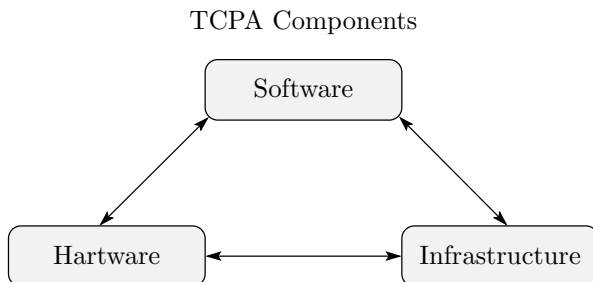 TCPA Components
Software
Hartware
Infrastructure